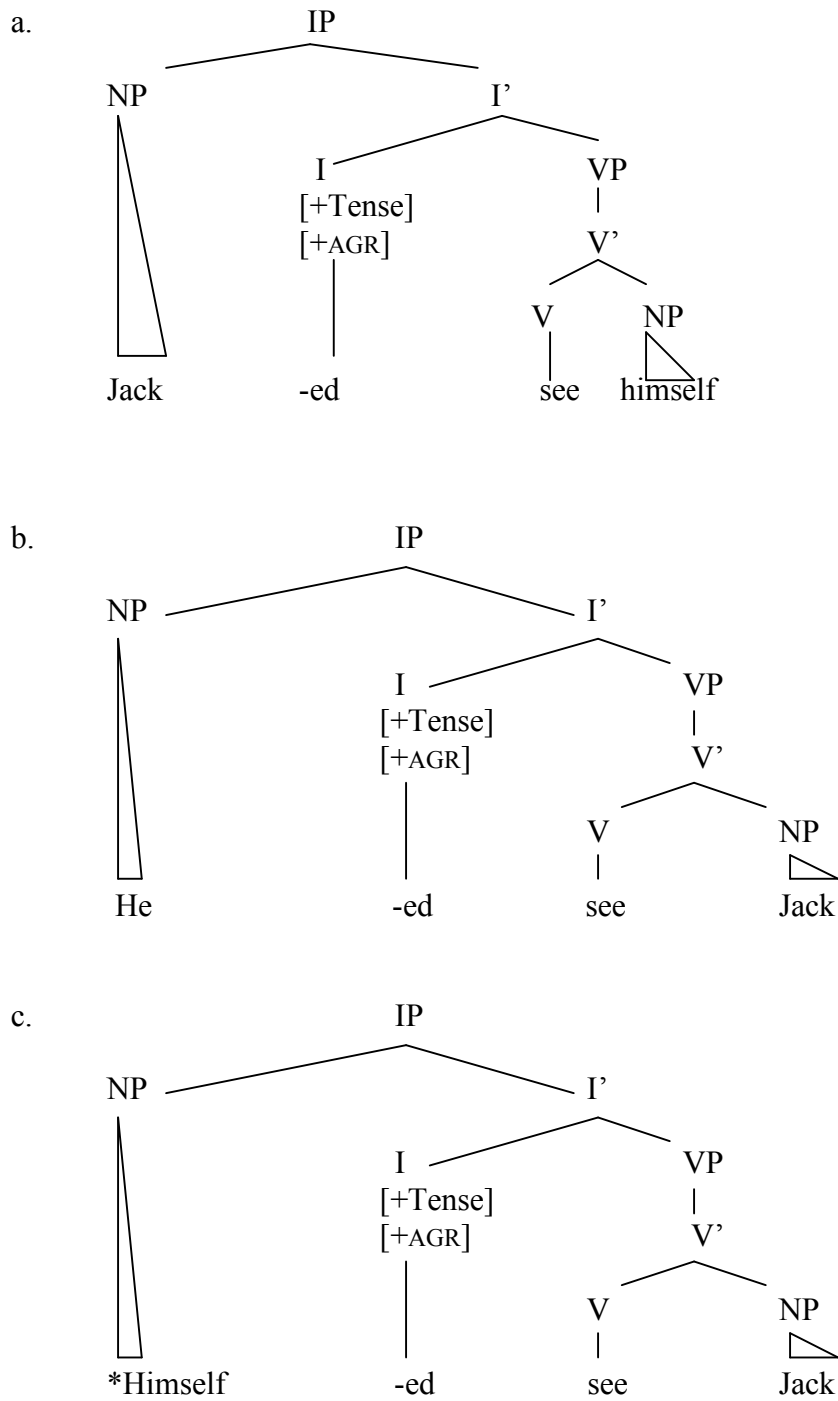 a. IP
NP I’
I VP
[+Tense]
[+AGR] V’
V NP
Jack -ed see himself
b. IP
NP I’
I VP
[+Tense]
[+AGR] V’
V NP
He -ed see Jack
c. IP
NP I’
I VP
[+Tense]
[+AGR] V’
V NP
*Himself -ed see Jack